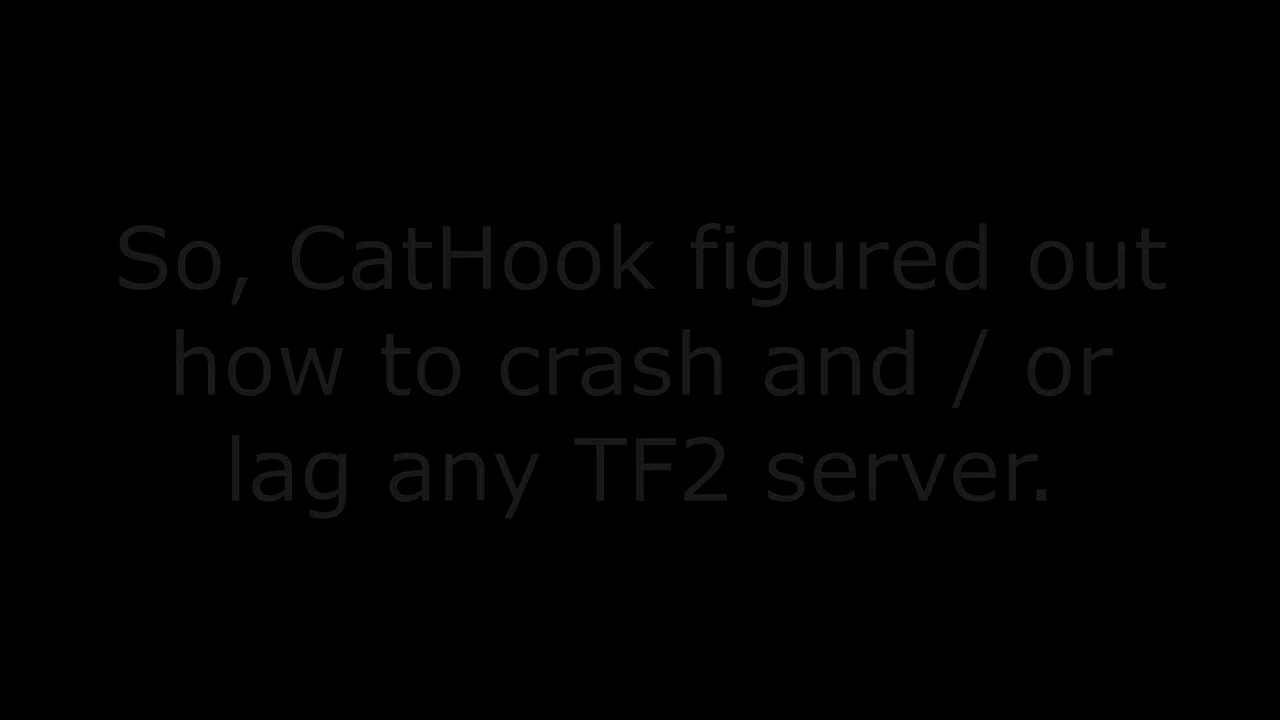 So, CatHook figured out
how to crash and / or
lag any TF2 server.